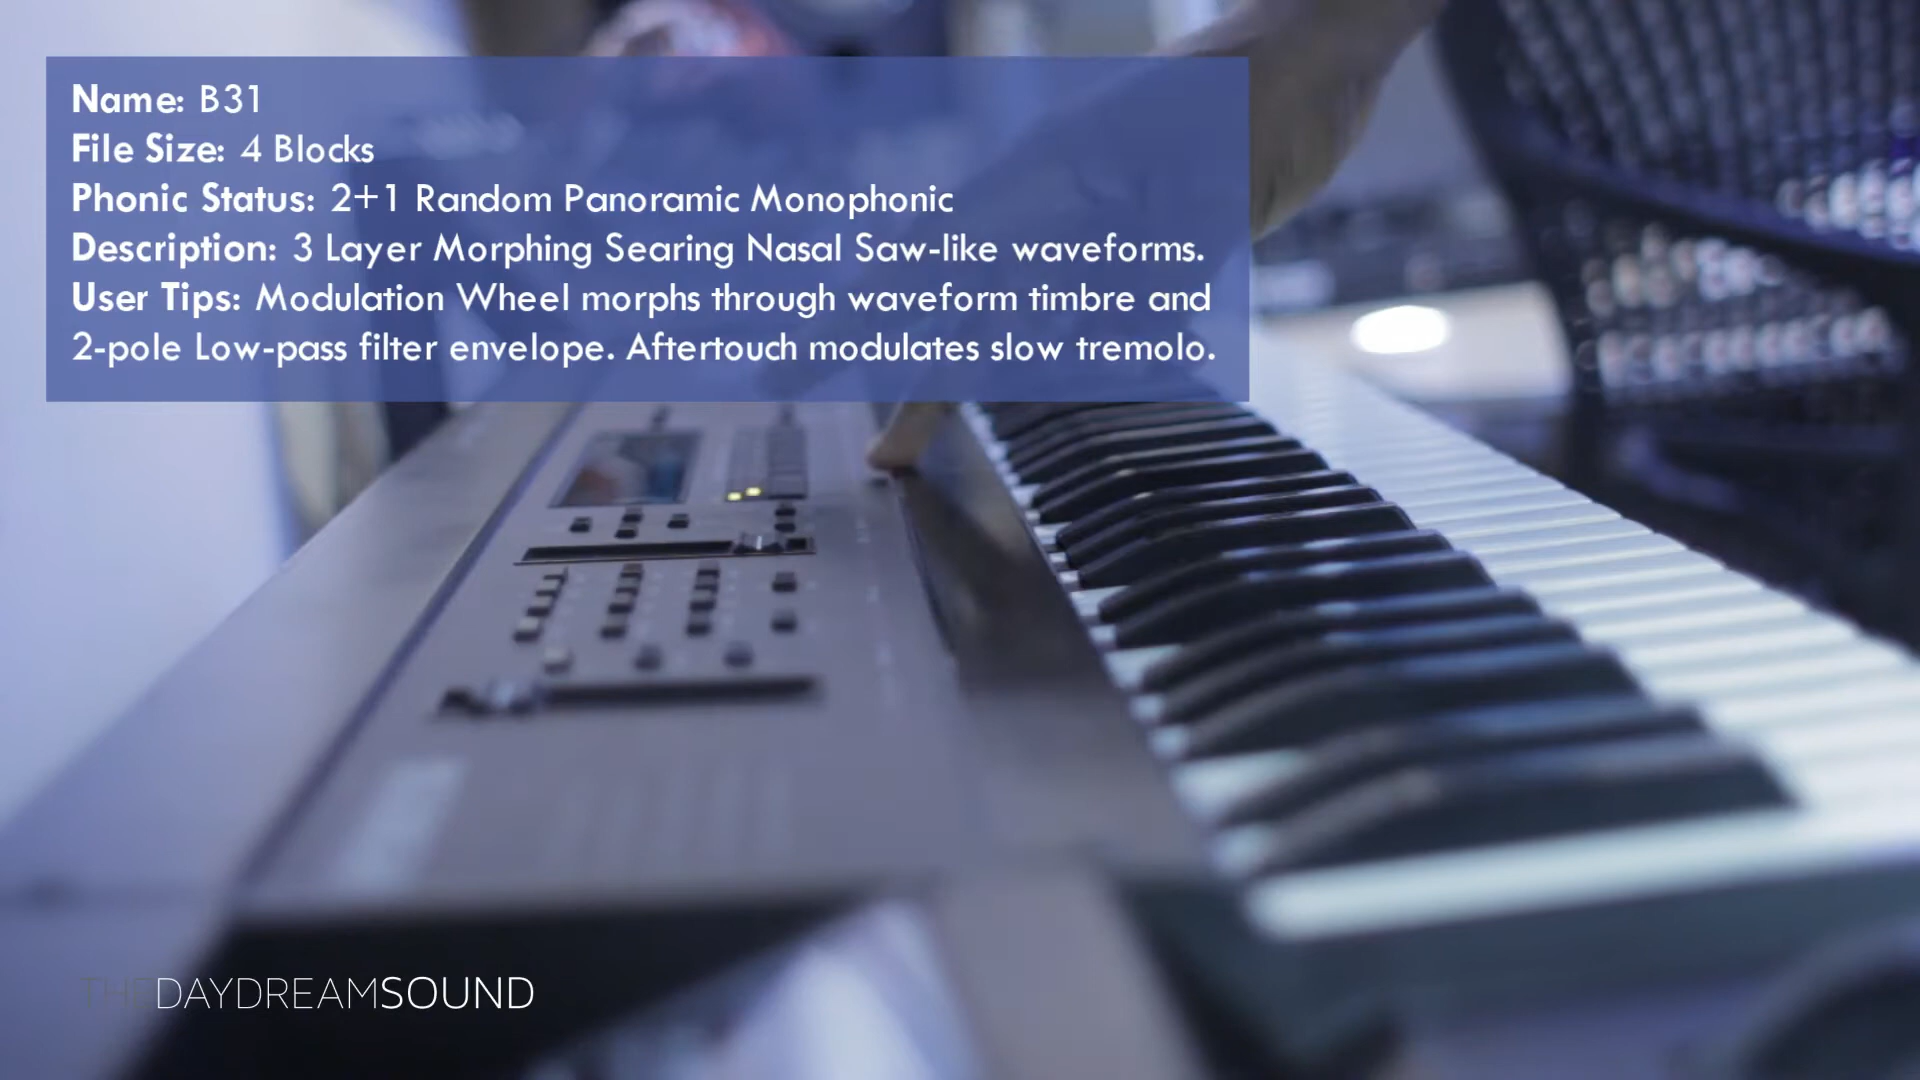 Name: B31
File Size: 4 Blocks
Phonic Status: 2+1 Random Panoramic Monophonic
Description: 3 Layer Morphing Searing Nasal Saw-like waveforms.
User Tips: Modulation Wheel morphs through waveform timbre and
2-pole Low-pass filter envelope. Aftertouch modulates slow tremolo.
THEDAYDREAMSOUND